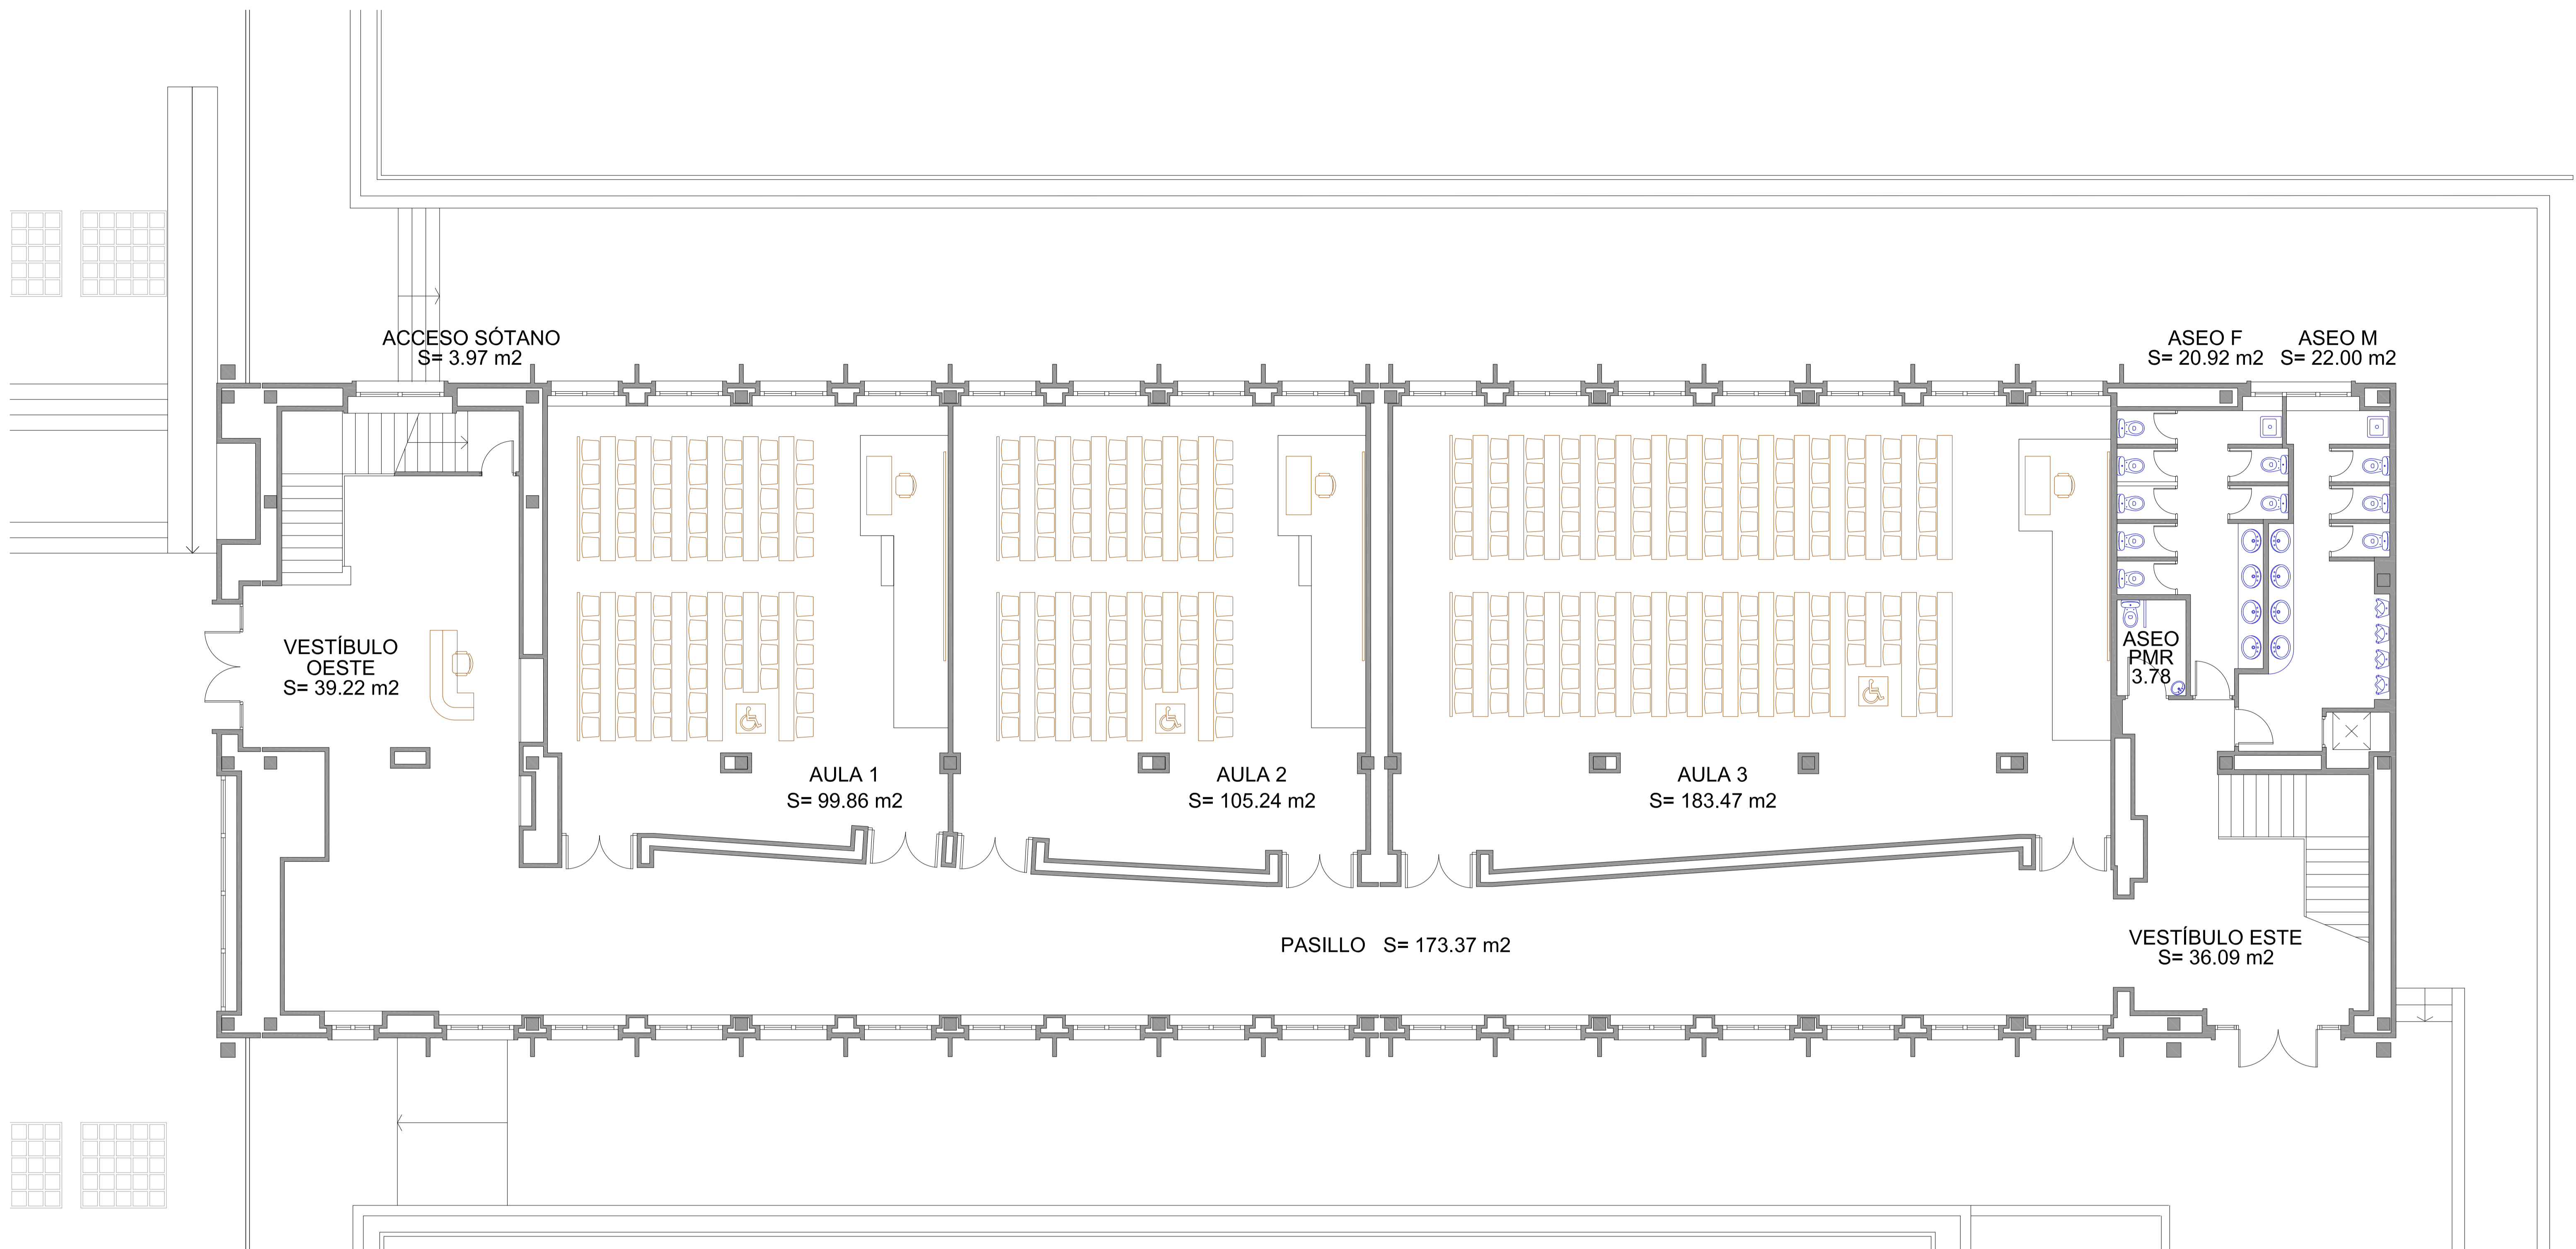 ACCESO SÓTANO
S= 3.97 m2
ASEO F
S= 20.92 m2
ASEO M
S= 22.00 m2
VESTÍBULO
OESTE
S= 39.22 m2
ASEO
PMR
3.78
AULA 1
S= 99.86 m2
AULA 2
S= 105.24 m2
AULA 3
S= 183.47 m2
PASILLO S= 173.37 m2
VESTÍBULO ESTE
S= 36.09 m2